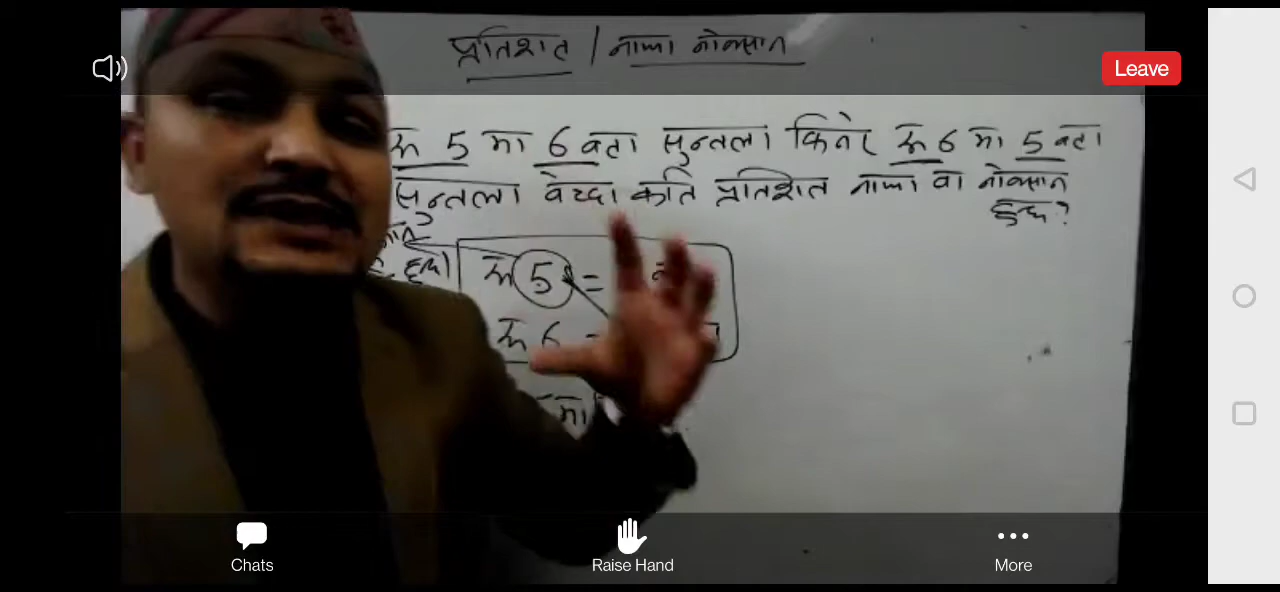 प्रतिशत / नाफा नोक्सान
Leave
रू 5 मा 6 वटा सुन्तला किनेर रू 6 मा 5 वटा
सुन्तला बेच्दा कति प्रतिशत नाफा वा नोक्सान
हुन्छ?
रू 5 =
रू 6 =
मा
Chats
Raise Hand
More